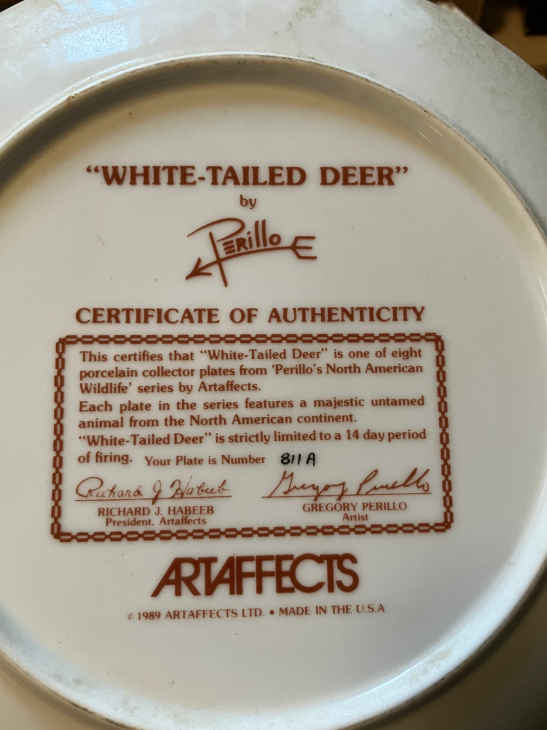 “WHITE-TAILED DEER”
by
PERillo
CERTIFICATE OF AUTHENTICITY
This certifies that “White-Tailed Deer” is one of eight
porcelain collector plates from ‘Perillo's North American
Wildlife’ series by Artaffects.
Each plate in the series features a majestic untamed
animal from the North American continent.
“White-Tailed Deer” is strictly limited to a 14 day period
of firing. Your Plate is Number 811A
Richard J Habeeb Gregory Perillo
RICHARD J. HABEEB GREGORY PERILLO
President, Artaffects Artist
ARTAFFECTS
© 1989 ARTAFFECTS LTD. • MADE IN THE U.S.A